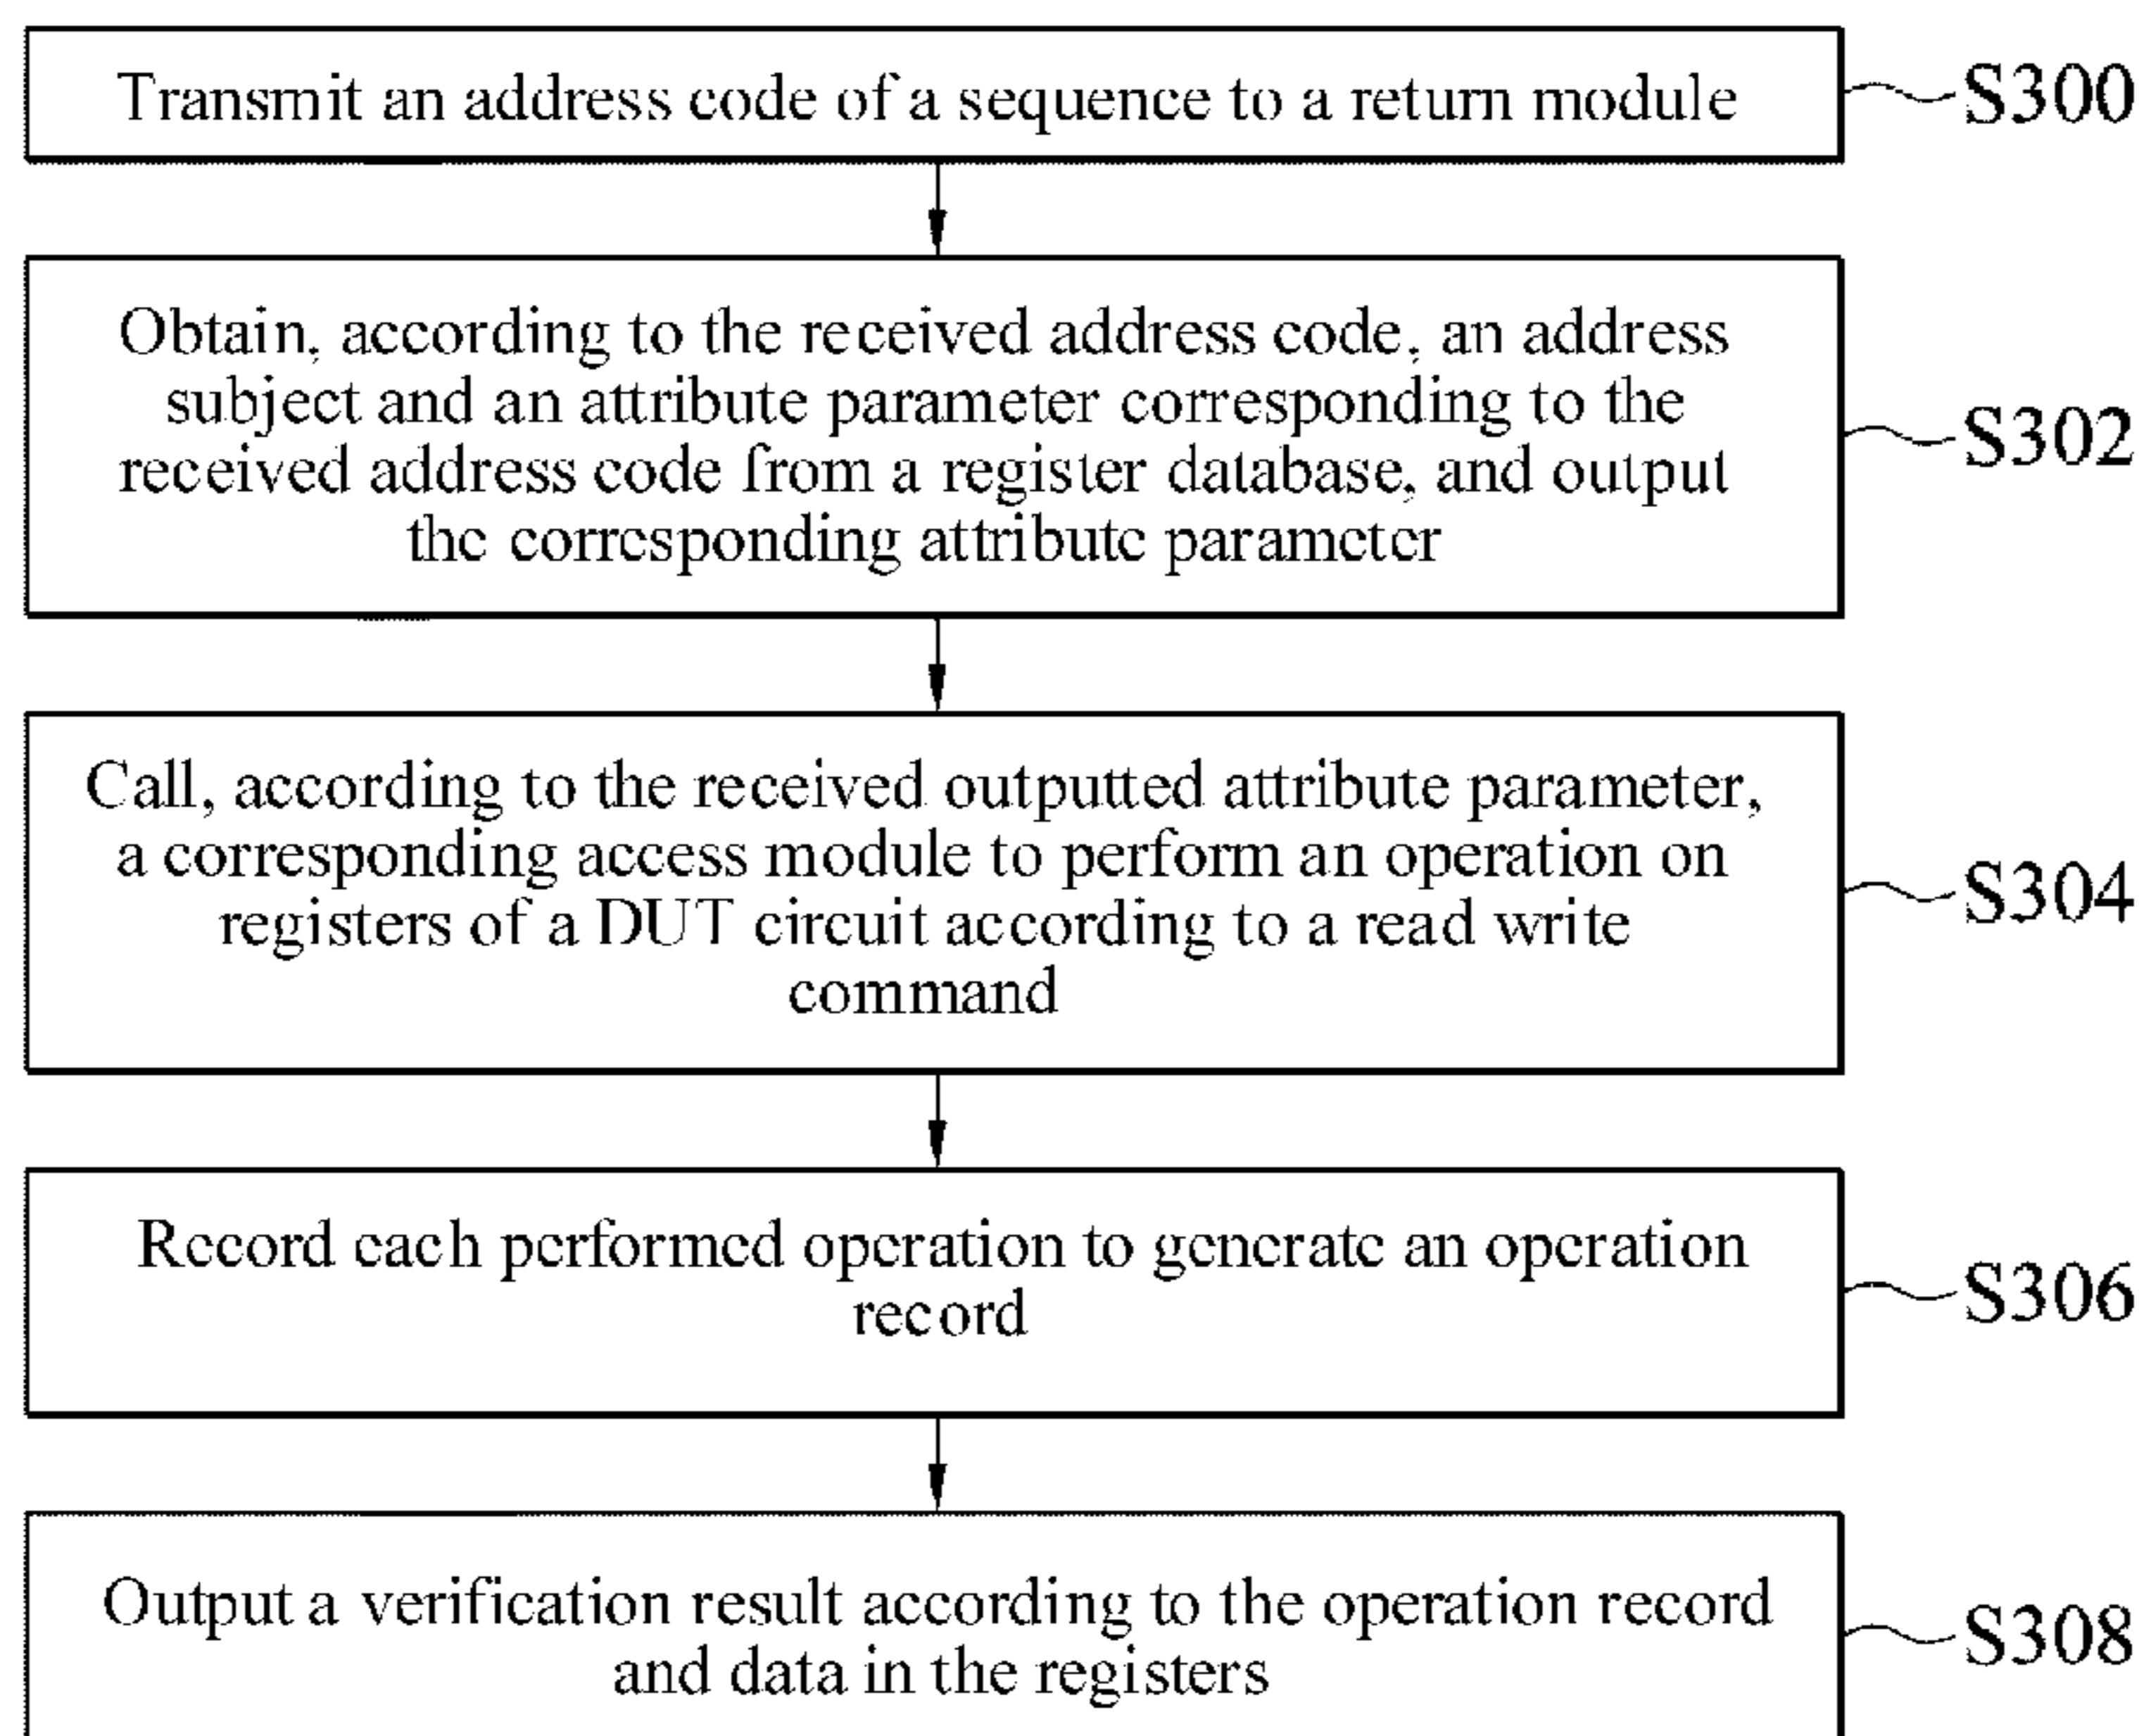 Transmit an address code of a sequence to a return module
S300
Obtain, according to the received address code, an address
subject and an attribute parameter corresponding to the
received address code from a register database, and output
the corresponding attribute parameter
S302
Call, according to the received outputted attribute parameter,
a corresponding access module to perform an operation on
registers of a DUT circuit according to a read write
command
S304
Record each performed operation to generate an operation
record
S306
Output a verification result according to the operation record
and data in the registers
S308